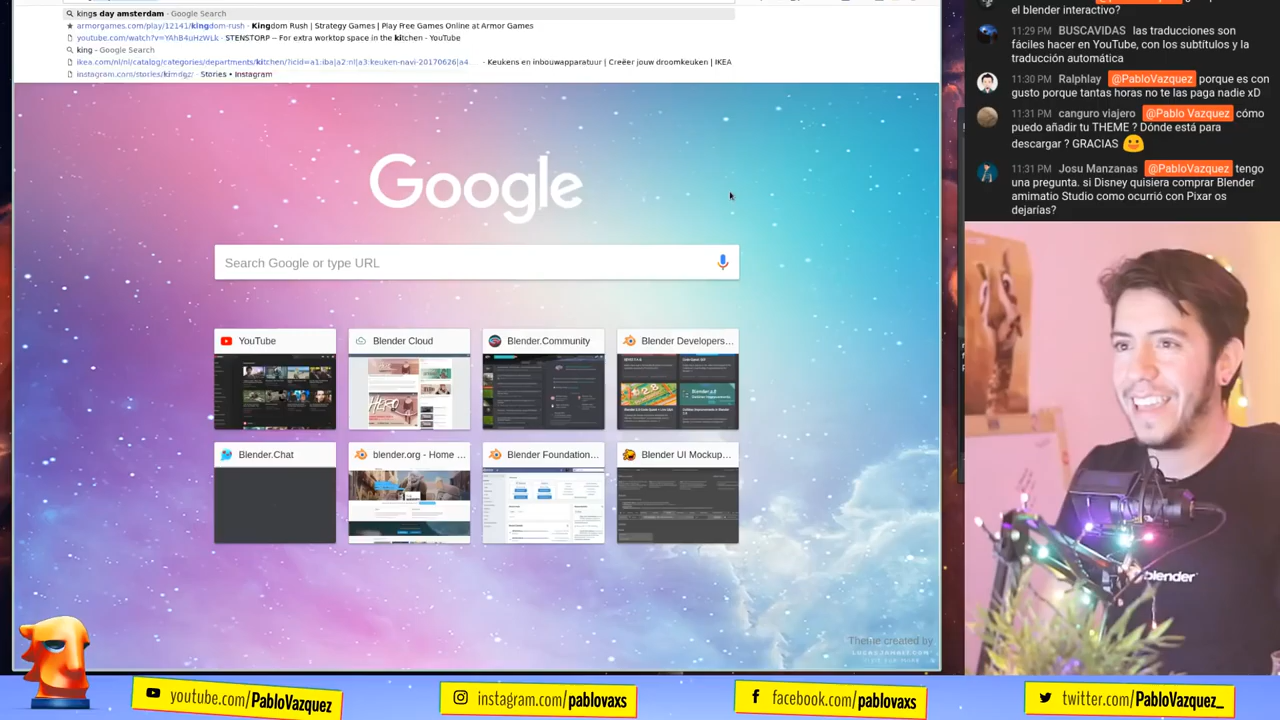 kings day amsterdam - Google Search
armorgames.com/play/12141/kingdom-rush - Kingdom Rush | Strategy Games | Play Free Games Online at Armor Games
youtube.com/watch?v=YAhB4uHzWLk - STENSTORP – For extra worktop space in the kitchen - YouTube
king - Google Search
ikea.com/nl/nl/catalog/categories/departments/kitchen/?icid=a1:iba|a2:nl|a3:keuken-navi-20170626|a4... - Keukens en inbouwapparatuur | Creëer jouw droomkeuken | IKEA
instagram.com/stories/kimdgz/ - Stories • Instagram
Google
Search Google or type URL
YouTube
Blender Cloud
Blender.Community
Blender Developers...
Blender.Chat
blender.org - Home ...
Blender Foundation...
Blender UI Mockup...
Theme created by
el blender interactivo?
11:29 PM BUSCAVIDAS las traducciones son
fáciles hacer en YouTube, con los subtítulos y la
traducción automática
11:30 PM Ralphlay @PabloVazquez porque es con
gusto porque tantas horas no te las paga nadie xD
11:31 PM canguro viajero @Pablo Vazquez cómo
puedo añadir tu THEME ? Dónde está para
descargar ? GRACIAS
11:31 PM Josu Manzanas @PabloVazquez tengo
una pregunta. si Disney quisiera comprar Blender
amimatio Studio como ocurrió con Pixar os
dejarías?
blender
youtube.com/PabloVazquez
instagram.com/pablovaxs
facebook.com/pablovaxs
twitter.com/PabloVazquez_